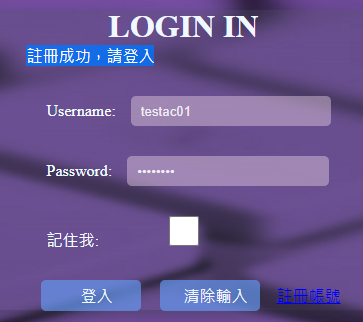 LOGIN IN
註冊成功，請登入
Username: testac01
Password: ••••••••
記住我:
登入 清除輸入 註冊帳號